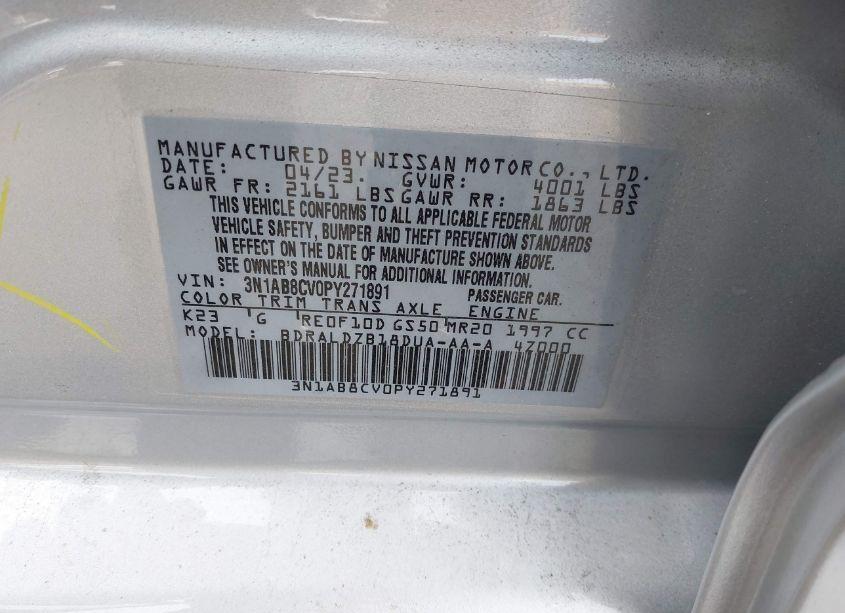 MANUFACTURED BY NISSAN MOTOR CO., LTD.
DATE: 04/23. GVWR: 4001 LBS
GAWR FR: 2161 LBS GAWR RR: 1863 LBS
THIS VEHICLE CONFORMS TO ALL APPLICABLE FEDERAL MOTOR
VEHICLE SAFETY, BUMPER AND THEFT PREVENTION STANDARDS
IN EFFECT ON THE DATE OF MANUFACTURE SHOWN ABOVE.
SEE OWNER'S MANUAL FOR ADDITIONAL INFORMATION.
VIN: 3N1AB8CV0PY271891 PASSENGER CAR.
COLOR TRIM TRANS AXLE ENGINE
K23 G RE0F10D GS50 MR20 1997 CC
MODEL: BDRALDZB18DUA-AA-A 4Z000
3N1AB8CV0PY271891